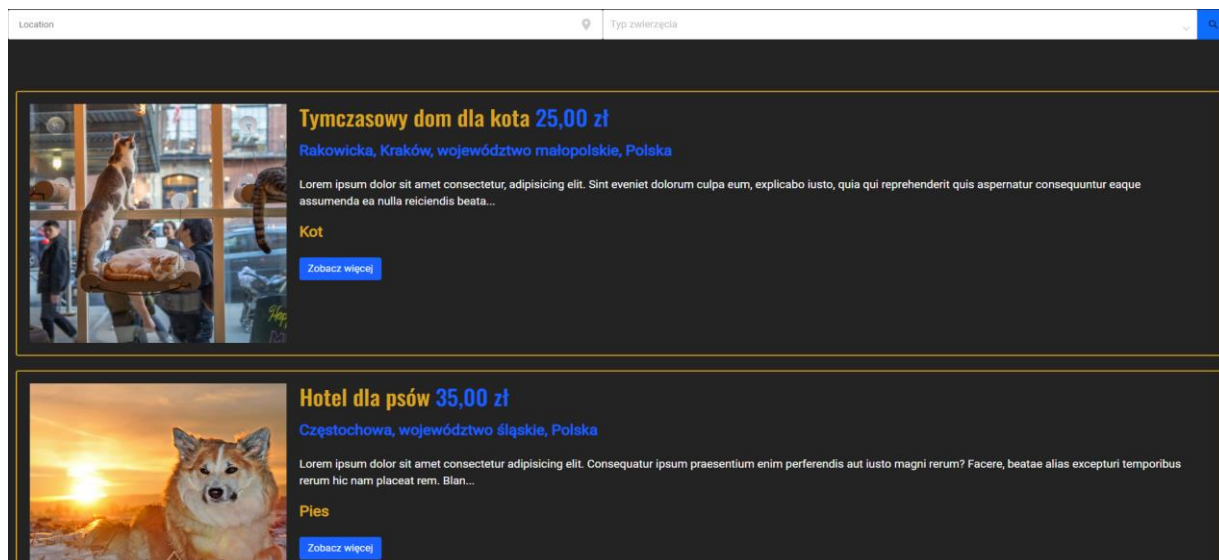 Location
Typ zwierzęcia
Tymczasowy dom dla kota 25,00 zł
Rakowicka, Kraków, województwo małopolskie, Polska
Lorem ipsum dolor sit amet consectetur, adipisicing elit. Sint eveniet dolorum culpa eum, explicabo iusto, quia qui reprehenderit quis aspernatur consequuntur eaque
assumenda ea nulla reiciendis beata...
Kot
Zobacz więcej
Hotel dla psów 35,00 zł
Częstochowa, województwo śląskie, Polska
Lorem ipsum dolor sit amet consectetur adipisicing elit. Consequatur ipsum praesentium enim perferendis aut iusto magni rerum? Facere, beatae alias excepturi temporibus
rerum hic nam placeat rem. Blan...
Pies
Zobacz więcej